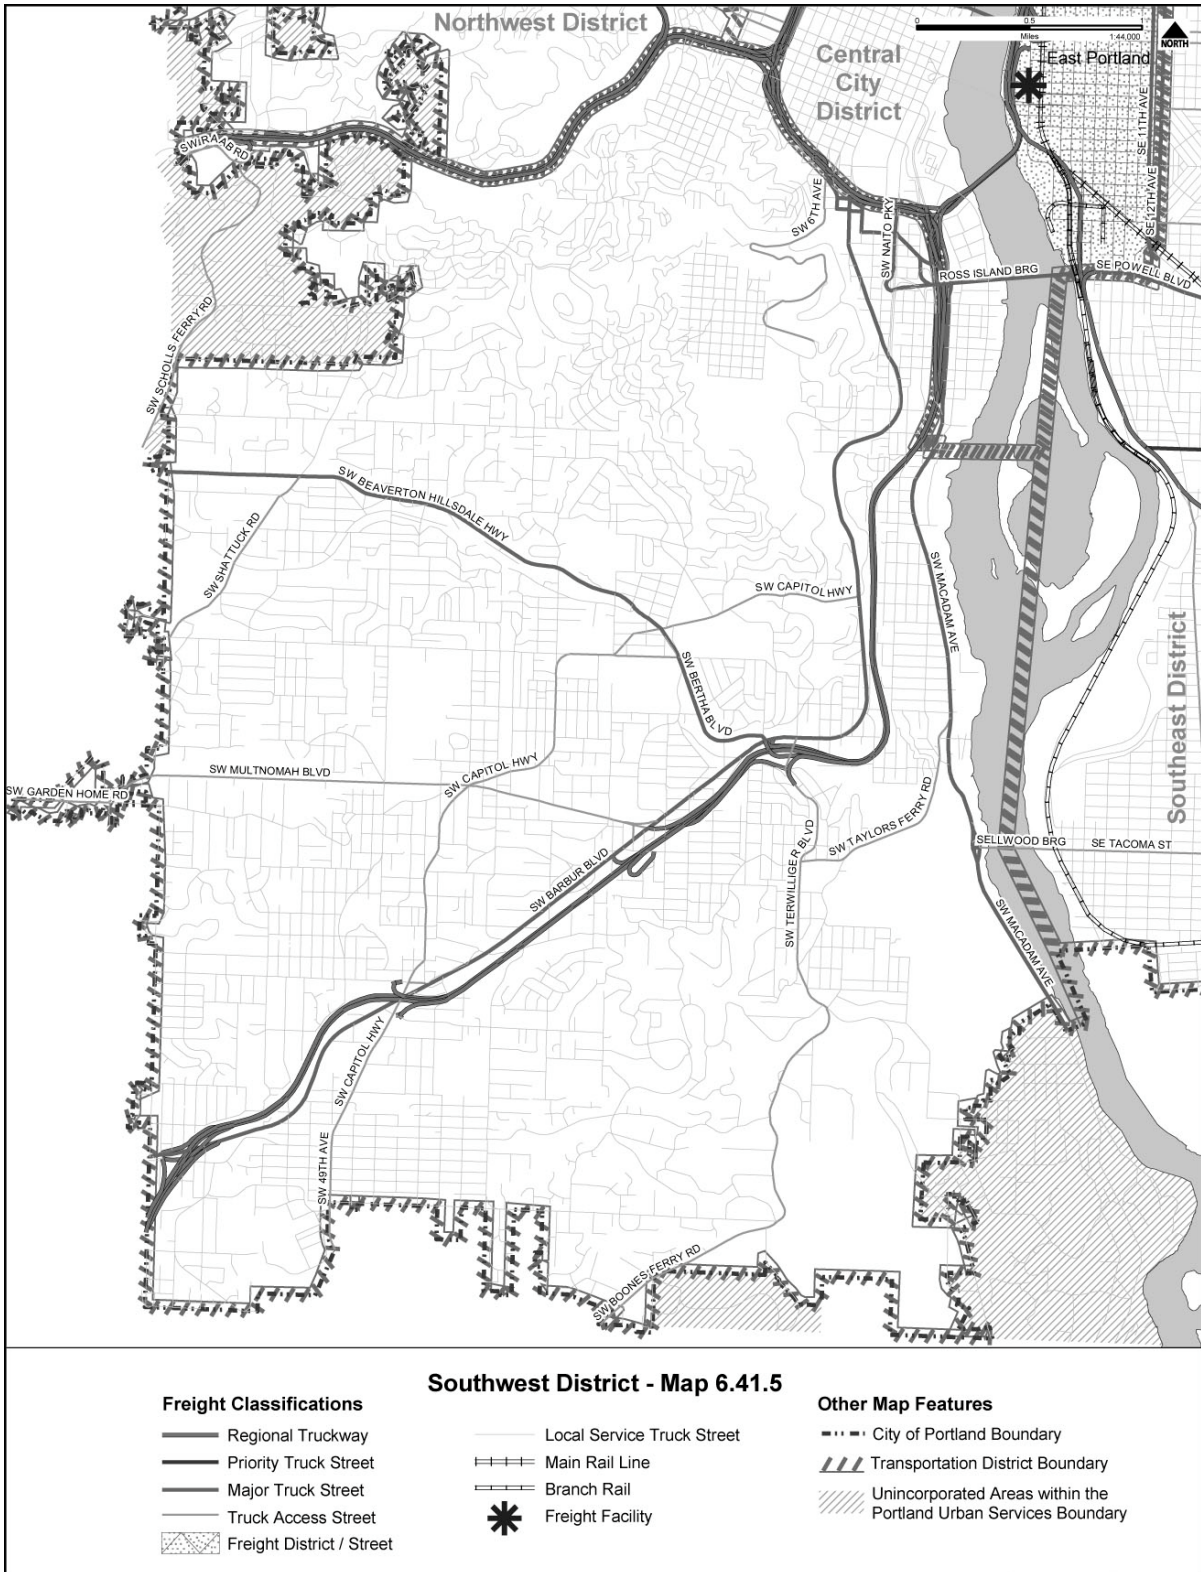 Northwest District
0
0.5
Miles
1:44,000
NORTH
Central
City
District
East Portland
SE 11TH AVE
SE 12TH AVE
SW RAAB RD
SW 6TH AVE
SW NAITO PKY
ROSS ISLAND BRG
SE POWELL BLVD
SW SCHOLLS FERRY RD
SW BEAVERTON HILLSDALE HWY
SW SHATTUCK RD
SW CAPITOL HWY
SW MACADAM AVE
Southeast District
SW BERTHA BLVD
SW MULTNOMAH BLVD
SW CAPITOL HWY
SW GARDEN HOME RD
SW TAYLORS FERRY RD
SW TERWILLIGER BLVD
SELLWOOD BRG
SE TACOMA ST
SW BARBUR BLVD
SW MACADAM AVE
SW CAPITOL HWY
SW 49TH AVE
SW BOONES FERRY RD
Southwest District - Map 6.41.5
Freight Classifications
Regional Truckway
Priority Truck Street
Major Truck Street
Truck Access Street
Freight District / Street
Local Service Truck Street
Main Rail Line
Branch Rail
Freight Facility
Other Map Features
City of Portland Boundary
Transportation District Boundary
Unincorporated Areas within the
Portland Urban Services Boundary